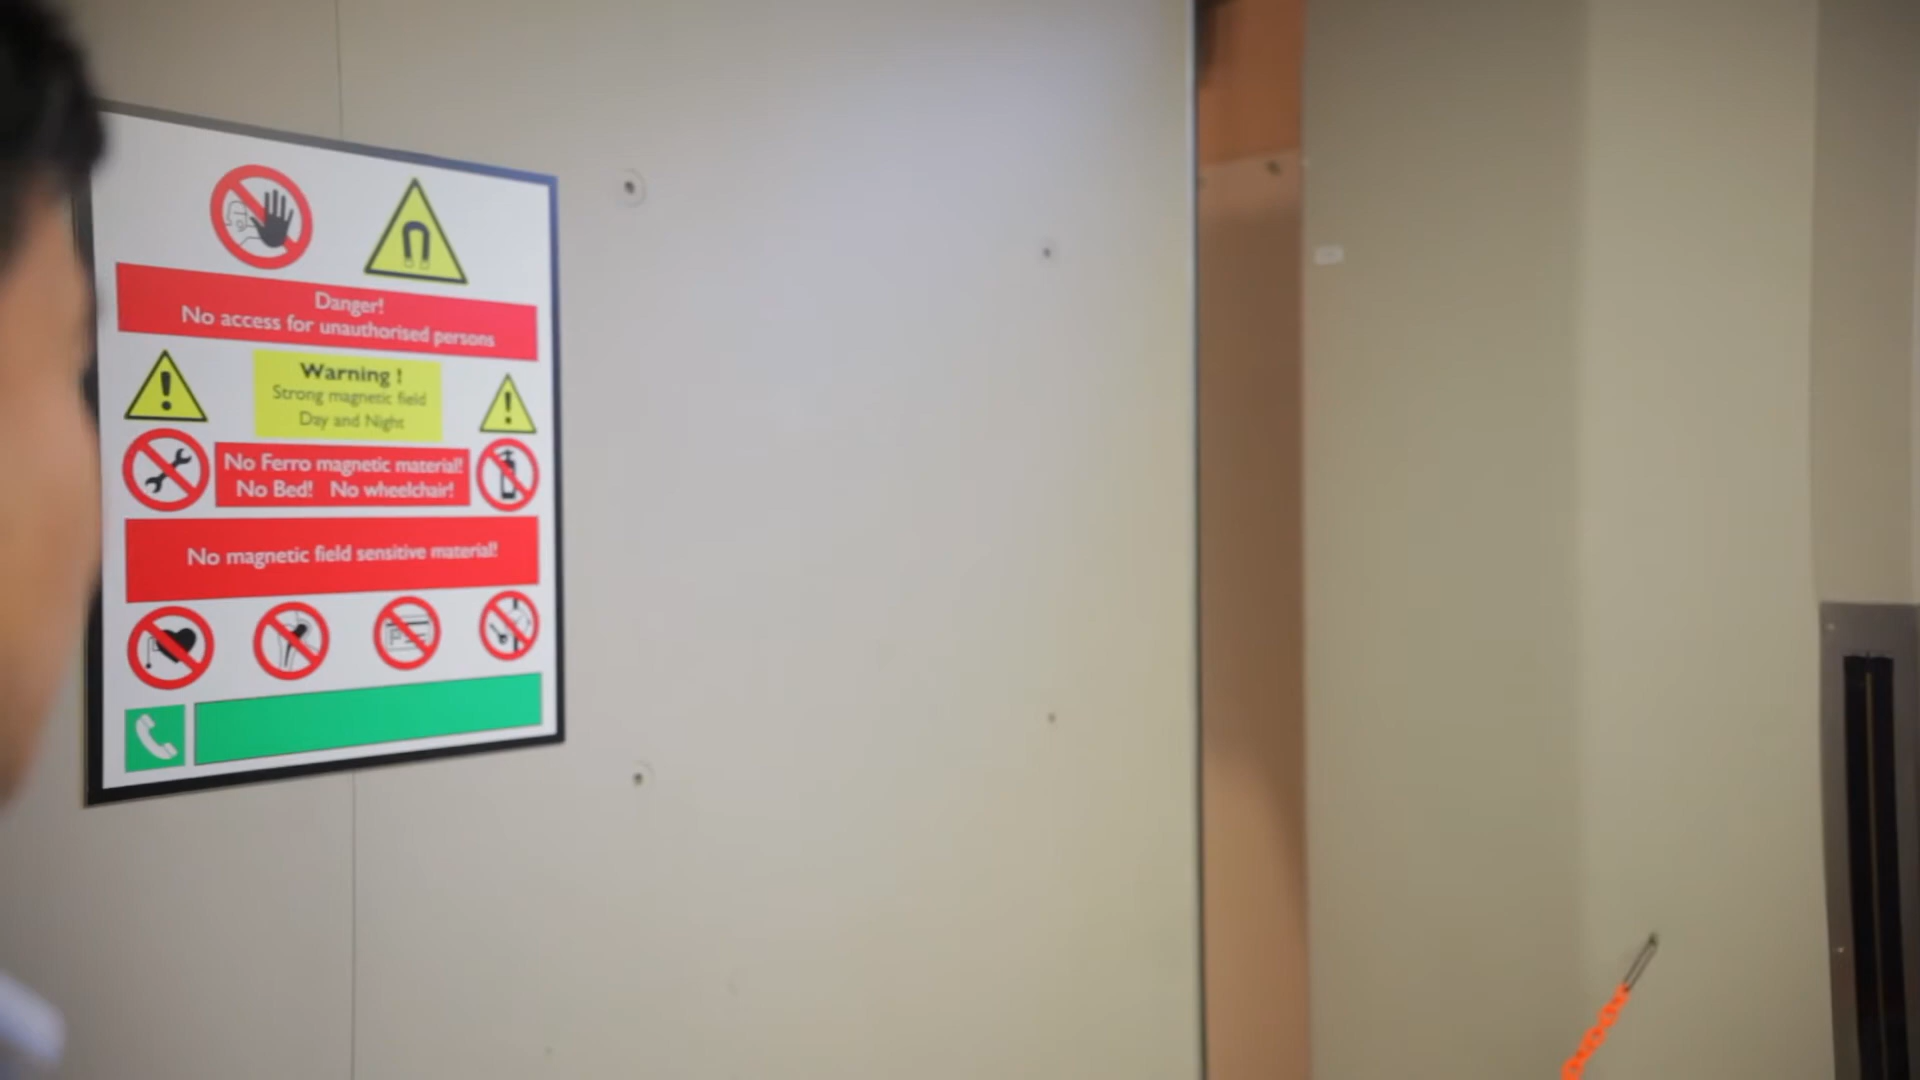 Danger!
No access for unauthorised persons
Warning !
Strong magnetic field
Day and Night
No Ferro magnetic material!
No Bed! No wheelchair!
No magnetic field sensitive material!